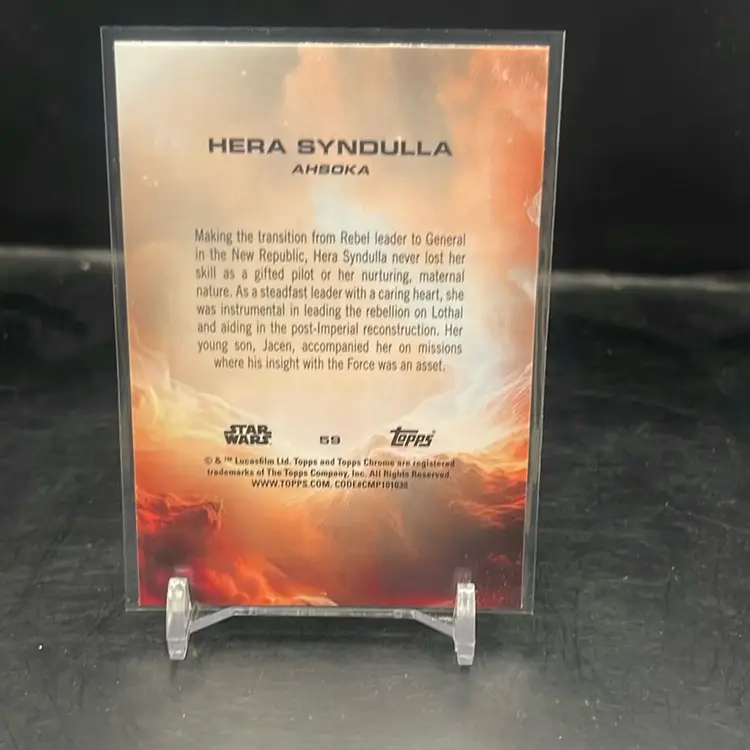 HERA SYNDULLA
AHSOKA
Making the transition from Rebel leader to General
in the New Republic, Hera Syndulla never lost her
skill as a gifted pilot or her nurturing, maternal
nature. As a steadfast leader with a caring heart, she
was instrumental in leading the rebellion on Lothal
and aiding in the post-Imperial reconstruction. Her
young son, Jacen, accompanied her on missions
where his insight with the Force was an asset.
STAR WARS 59 Topps
© & ™ Lucasfilm Ltd. Topps and Topps Chrome are registered
trademarks of The Topps Company, Inc. All Rights Reserved.
WWW.TOPPS.COM. CODE#CMP101638